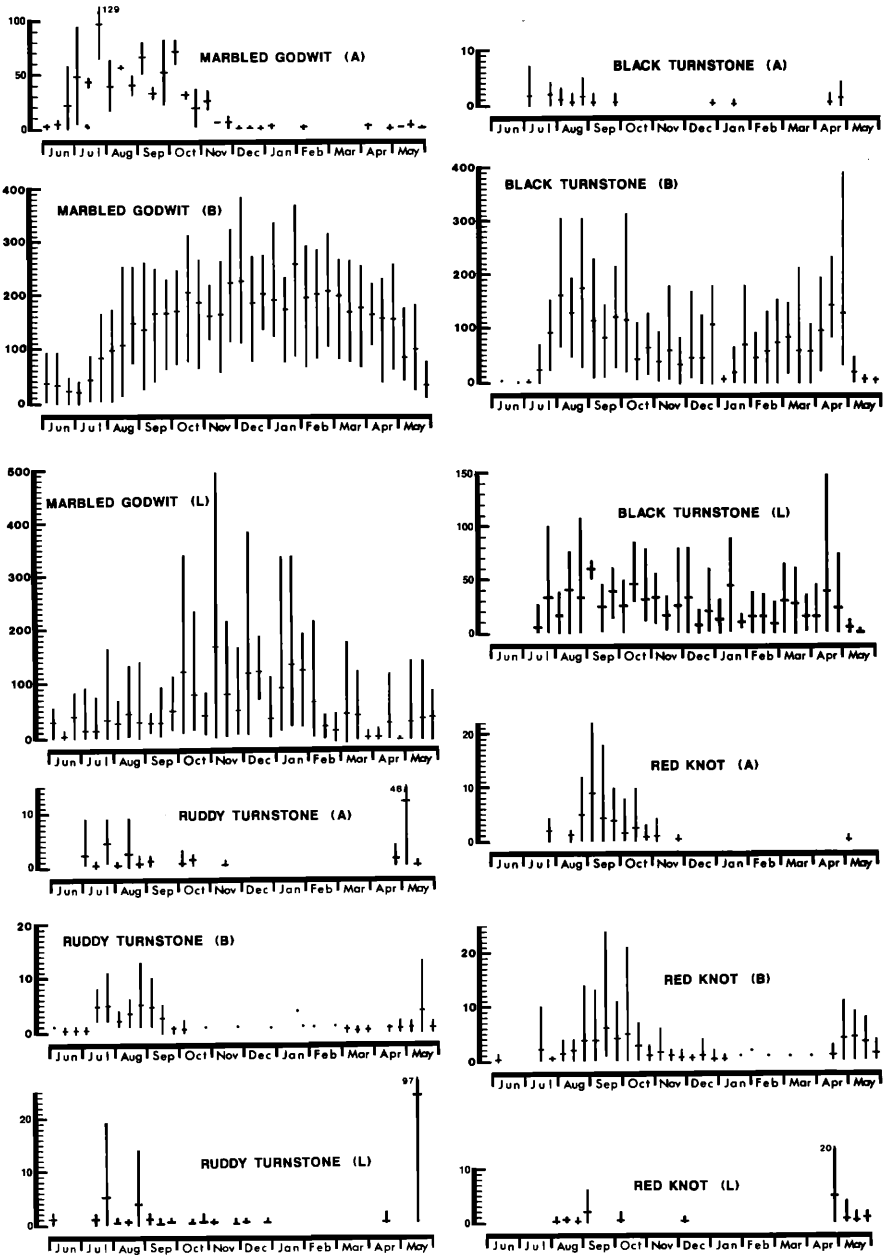 129
100
50
0
MARBLED GODWIT (A)
Jun Jul Aug Sep Oct Nov Dec Jan Feb Mar Apr May
400
300
200
100
0
MARBLED GODWIT (B)
Jun Jul Aug Sep Oct Nov Dec Jan Feb Mar Apr May
500
400
300
200
100
0
MARBLED GODWIT (L)
Jun Jul Aug Sep Oct Nov Dec Jan Feb Mar Apr May
48
10
0
RUDDY TURNSTONE (A)
Jun Jul Aug Sep Oct Nov Dec Jan Feb Mar Apr May
20
10
0
RUDDY TURNSTONE (B)
Jun Jul Aug Sep Oct Nov Dec Jan Feb Mar Apr May
97
20
10
0
RUDDY TURNSTONE (L)
Jun Jul Aug Sep Oct Nov Dec Jan Feb Mar Apr May
10
0
BLACK TURNSTONE (A)
Jun Jul Aug Sep Oct Nov Dec Jan Feb Mar Apr May
400
300
200
100
0
BLACK TURNSTONE (B)
Jun Jul Aug Sep Oct Nov Dec Jan Feb Mar Apr May
150
100
50
0
BLACK TURNSTONE (L)
Jun Jul Aug Sep Oct Nov Dec Jan Feb Mar Apr May
20
10
0
RED KNOT (A)
Jun Jul Aug Sep Oct Nov Dec Jan Feb Mar Apr May
20
10
0
RED KNOT (B)
Jun Jul Aug Sep Oct Nov Dec Jan Feb Mar Apr May
20
10
0
RED KNOT (L)
Jun Jul Aug Sep Oct Nov Dec Jan Feb Mar Apr May